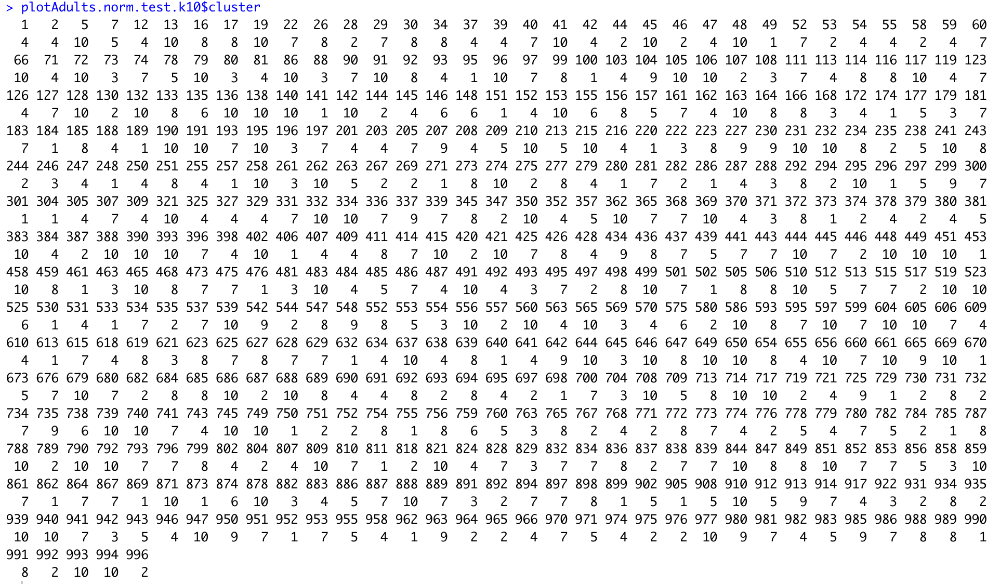 > plotAdults.norm.test.k10$cluster
1 2 5 7 12 13 16 17 19 22 26 28 29 30 34 37 39 40 41 42 44 45 46 47 48 49 52 53 54 55 58 59 60
4 4 10 5 4 10 8 8 10 7 8 2 7 8 8 4 4 7 10 4 2 10 2 4 10 1 7 2 4 4 2 4 7
66 71 72 73 74 78 79 80 81 86 88 90 91 92 93 95 96 97 99 100 103 104 105 106 107 108 111 113 114 116 117 119 123
10 4 10 3 7 5 10 3 4 10 3 7 10 8 4 1 10 7 8 1 4 9 10 10 2 3 7 4 8 8 10 4 7
126 127 128 130 132 133 135 136 138 140 141 142 144 145 146 148 151 152 153 155 156 157 161 162 163 164 166 168 172 174 177 179 181
4 7 10 2 10 8 6 10 10 10 1 10 2 4 6 6 1 4 10 6 8 5 7 4 10 8 8 3 4 1 5 3 7
183 184 185 188 189 190 191 193 195 196 197 201 203 205 207 208 209 210 213 215 216 220 222 223 227 230 231 232 234 235 238 241 243
7 1 8 4 1 10 10 7 10 3 7 4 4 7 9 4 5 10 5 10 4 1 3 8 9 9 10 10 8 2 5 10 8
244 246 247 248 250 251 255 257 258 261 262 263 267 269 271 273 274 275 277 279 280 281 282 286 287 288 292 294 295 296 297 299 300
2 3 4 1 4 8 4 1 10 3 10 5 2 2 1 8 10 2 8 4 1 7 2 1 4 3 8 2 10 1 5 9 7
301 304 305 307 309 321 325 327 329 331 332 334 336 337 339 345 347 350 352 357 362 365 368 369 370 371 372 373 374 378 379 380 381
1 1 4 7 4 10 4 4 4 7 10 10 7 9 7 8 2 10 4 5 10 7 7 10 4 3 8 1 2 4 2 4 5
383 384 387 388 390 393 396 398 402 406 407 409 411 414 415 420 421 425 426 428 434 436 437 439 441 443 444 445 446 448 449 451 453
10 4 2 10 10 10 7 4 10 1 4 4 8 7 10 2 10 7 8 4 9 8 7 5 7 7 10 7 2 10 10 10 1
458 459 461 463 465 468 473 475 476 481 483 484 485 486 487 491 492 493 495 497 498 499 501 502 505 506 510 512 513 515 517 519 523
10 8 1 3 10 8 7 7 1 3 10 4 5 7 4 10 4 3 7 2 8 10 7 1 8 8 10 5 7 7 2 10 10
525 530 531 533 534 535 537 539 542 544 547 548 552 553 554 556 557 560 563 565 569 570 575 580 586 593 595 597 599 604 605 606 609
6 1 4 1 7 2 7 10 9 2 8 9 8 5 3 10 2 10 4 10 3 4 6 2 10 8 7 10 7 10 10 7 4
610 613 615 618 619 621 623 625 627 628 629 632 634 637 638 639 640 641 642 644 645 646 647 649 650 654 655 656 660 661 665 669 670
4 1 7 4 8 3 8 7 8 7 7 1 4 10 4 8 1 4 9 10 3 10 8 10 10 8 4 10 7 10 9 10 1
673 676 679 680 682 684 685 686 687 688 689 690 691 692 693 694 695 697 698 700 704 708 709 713 714 717 719 721 725 729 730 731 732
5 7 10 7 2 8 8 10 2 10 8 4 4 8 2 8 4 2 1 7 3 10 5 8 10 10 2 4 9 1 2 8 2
734 735 738 739 740 741 743 745 749 750 751 752 754 755 756 759 760 763 765 767 768 771 772 773 774 776 778 779 780 782 784 785 787
7 9 6 10 10 7 4 10 10 1 2 2 8 1 8 6 5 3 8 2 4 2 8 7 4 2 5 4 7 5 2 1 8
788 789 790 792 793 796 799 802 804 807 809 810 811 818 821 824 828 829 832 834 836 837 838 839 844 847 849 851 852 853 856 858 859
10 2 10 10 7 7 8 4 2 4 10 7 1 2 10 4 7 3 7 7 8 2 7 7 10 8 8 10 7 7 5 3 10
861 862 864 867 869 871 873 874 878 882 883 886 887 888 889 891 892 894 897 898 899 902 905 908 910 912 913 914 917 922 931 934 935
7 1 7 7 1 10 1 6 10 3 4 5 7 10 7 3 2 7 7 8 1 5 1 5 10 5 9 7 4 3 2 8 2
939 940 941 942 943 946 947 950 951 952 953 955 958 962 963 964 965 966 970 971 974 975 976 977 980 981 982 983 985 986 988 989 990
10 10 7 3 5 4 10 9 7 1 7 5 4 1 9 2 2 4 7 5 4 2 2 10 9 7 4 5 9 7 8 8 1
991 992 993 994 996
8 2 10 10 2